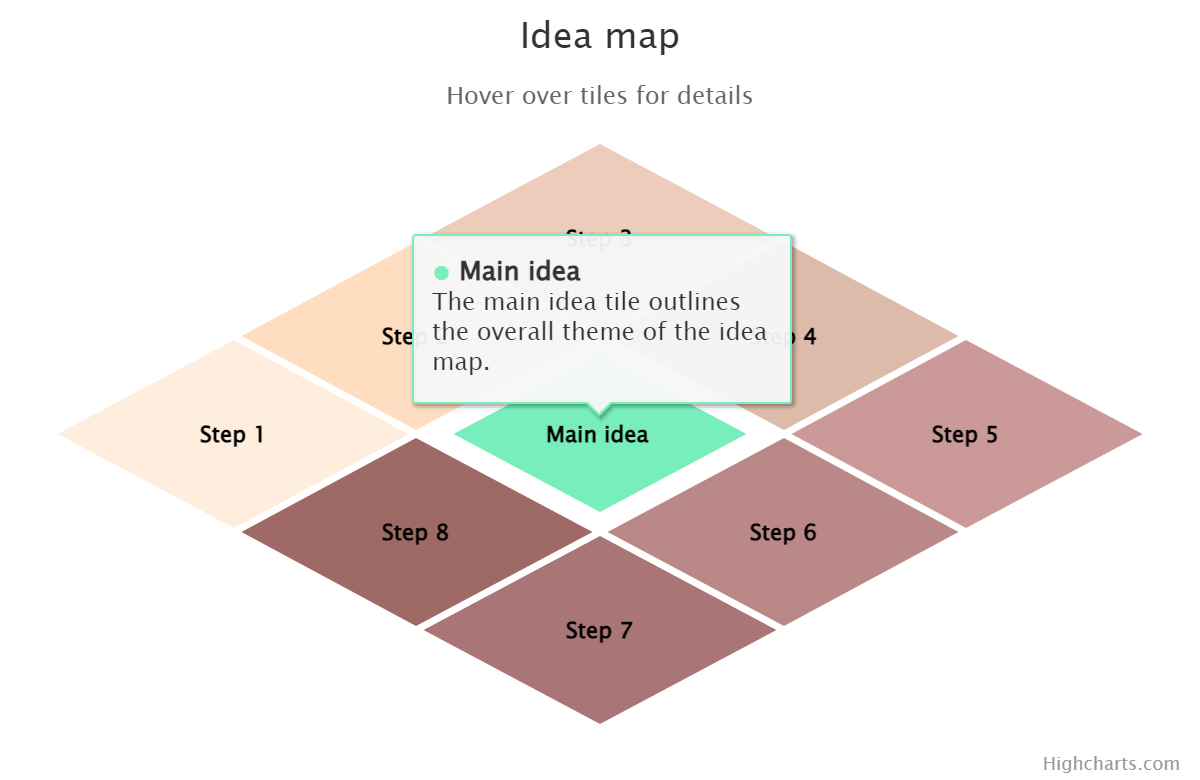 Idea map
Hover over tiles for details
Step 3
Main idea
The main idea tile outlines
the overall theme of the idea
map.
Step 4
Step 1
Main idea
Step 5
Step 8
Step 6
Step 7
Highcharts.com